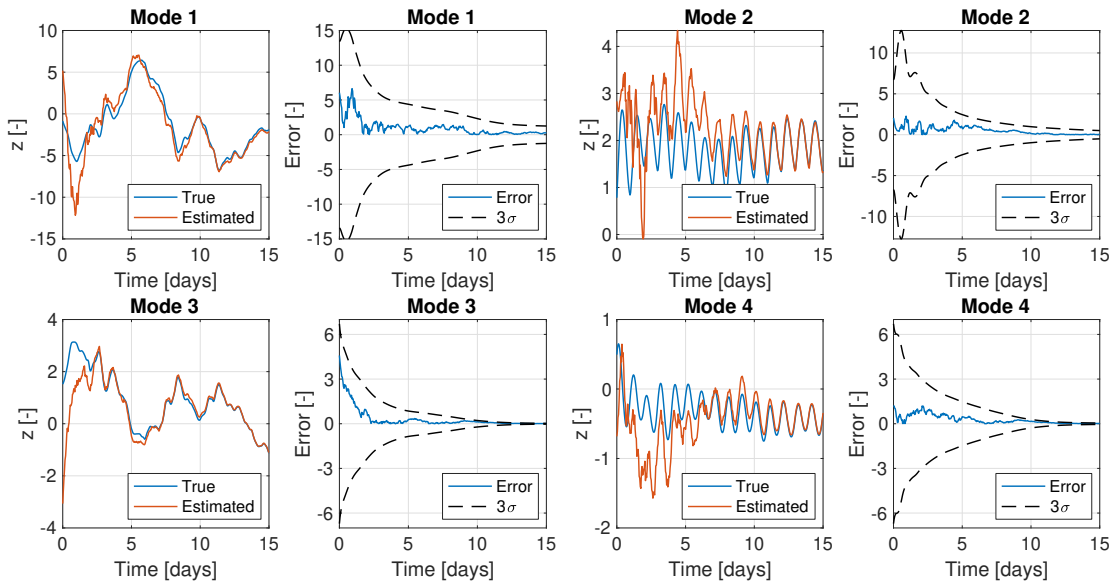 Mode 1
Mode 1
Mode 2
Mode 2
10
5
0
-5
-10
-15
z [-]
True
Estimated
0
5
10
15
Time [days]
15
10
5
0
-5
-10
-15
Error [-]
Error
3σ
0
5
10
15
Time [days]
4
3
2
1
0
z [-]
True
Estimated
0
5
10
15
Time [days]
10
5
0
-5
-10
Error [-]
Error
3σ
0
5
10
15
Time [days]
Mode 3
Mode 3
Mode 4
Mode 4
4
2
0
-2
-4
z [-]
True
Estimated
0
5
10
15
Time [days]
6
3
0
-3
-6
Error [-]
Error
3σ
0
5
10
15
Time [days]
1
0
-1
-2
z [-]
True
Estimated
0
5
10
15
Time [days]
6
3
0
-3
-6
Error [-]
Error
3σ
0
5
10
15
Time [days]